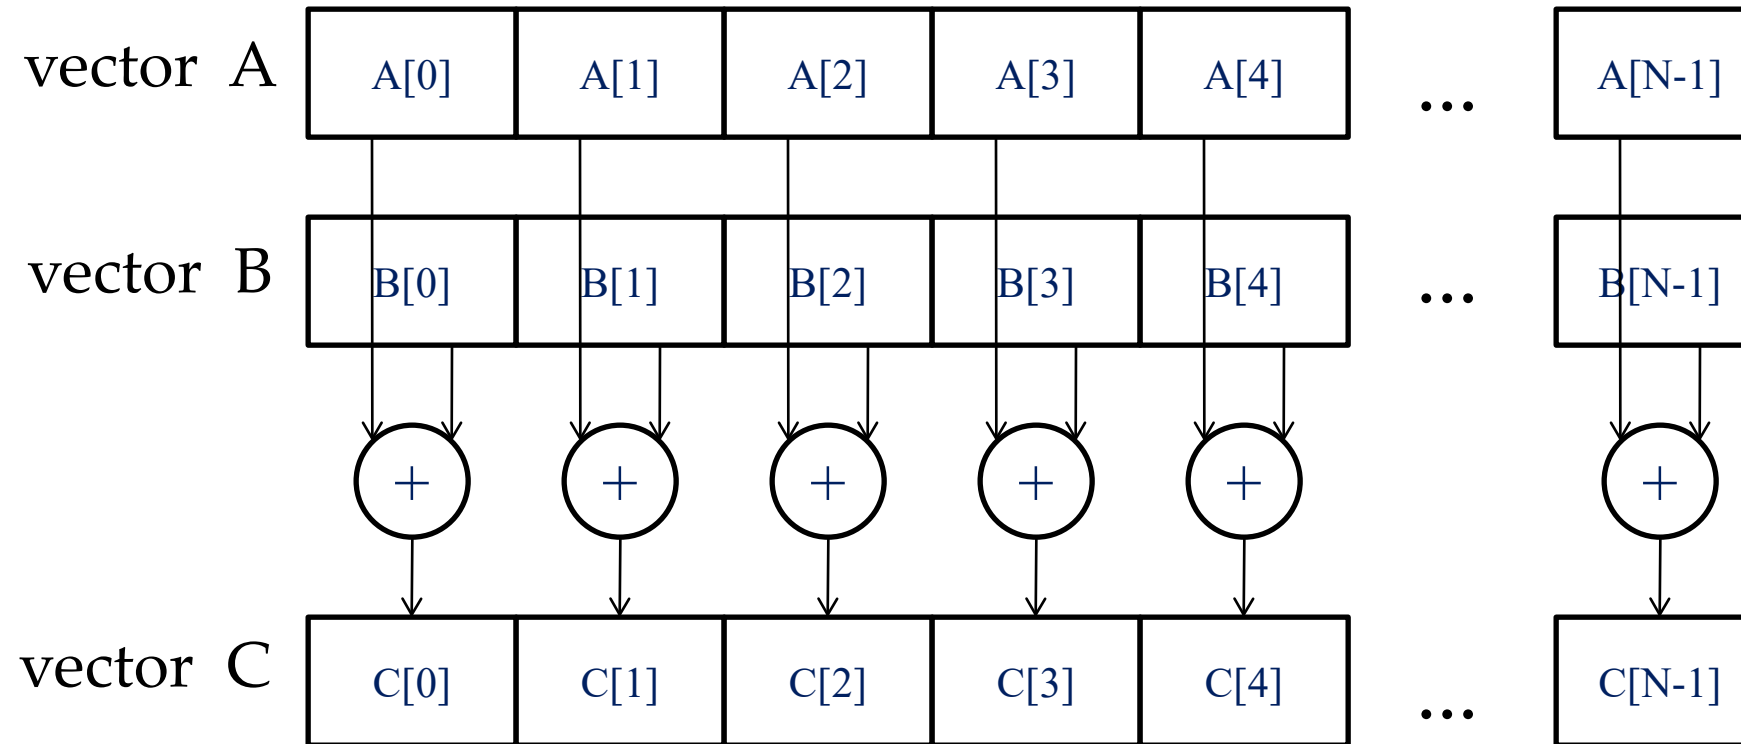 vector A A[0] A[1] A[2] A[3] A[4] ... A[N-1]
vector B B[0] B[1] B[2] B[3] B[4] ... B[N-1]
+ + + + + +
vector C C[0] C[1] C[2] C[3] C[4] ... C[N-1]